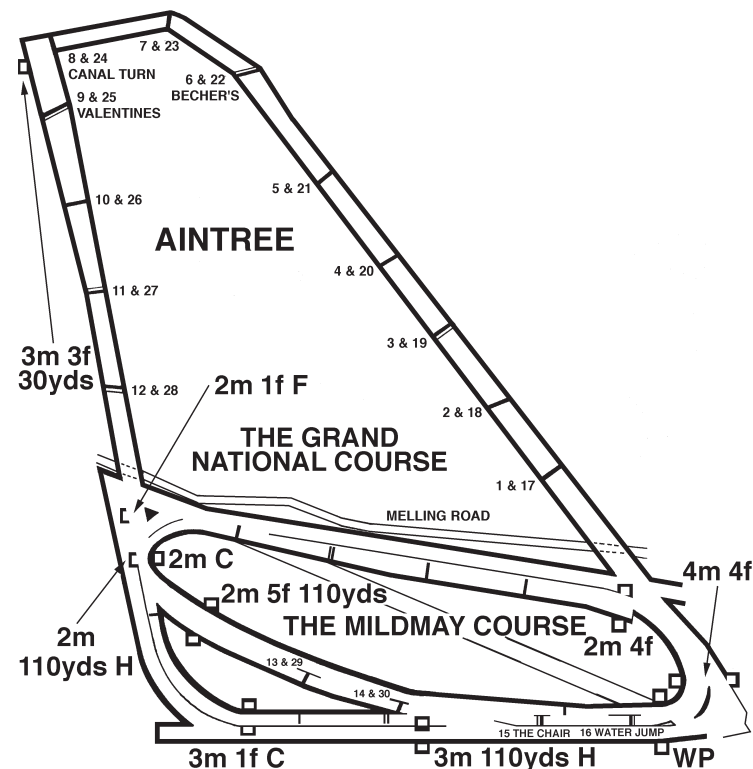 7 & 23
8 & 24
CANAL TURN
6 & 22
BECHER'S
9 & 25
VALENTINES
5 & 21
10 & 26
AINTREE
4 & 20
11 & 27
3 & 19
3m 3f
30yds
12 & 28
2m 1f F
2 & 18
THE GRAND
NATIONAL COURSE
1 & 17
MELLING ROAD
2m C
4m 4f
2m 5f 110yds
THE MILDMAY COURSE
2m 4f
2m
110yds H
13 & 29
14 & 30
15 THE CHAIR
16 WATER JUMP
3m 1f C
3m 110yds H
WP